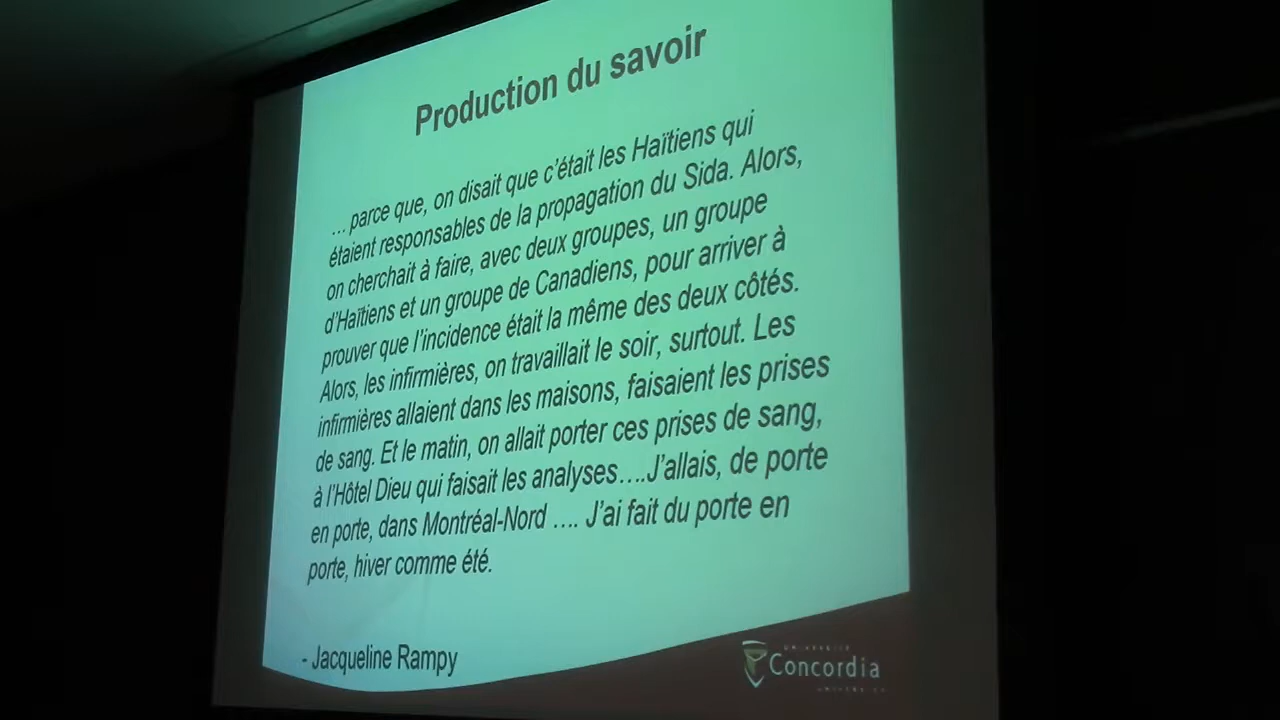 Production du savoir
… parce que, on disait que c'était les Haïtiens qui
étaient responsables de la propagation du Sida. Alors,
on cherchait à faire, avec deux groupes, un groupe
d'Haïtiens et un groupe de Canadiens, pour arriver à
prouver que l'incidence était la même des deux côtés.
Alors, les infirmières, on travaillait le soir, surtout. Les
infirmières allaient dans les maisons, faisaient les prises
de sang. Et le matin, on allait porter ces prises de sang,
à l'Hôtel Dieu qui faisait les analyses….J'allais, de porte
en porte, dans Montréal-Nord …. J'ai fait du porte en
porte, hiver comme été.
- Jacqueline Rampy
UNIVERSITÉ
Concordia